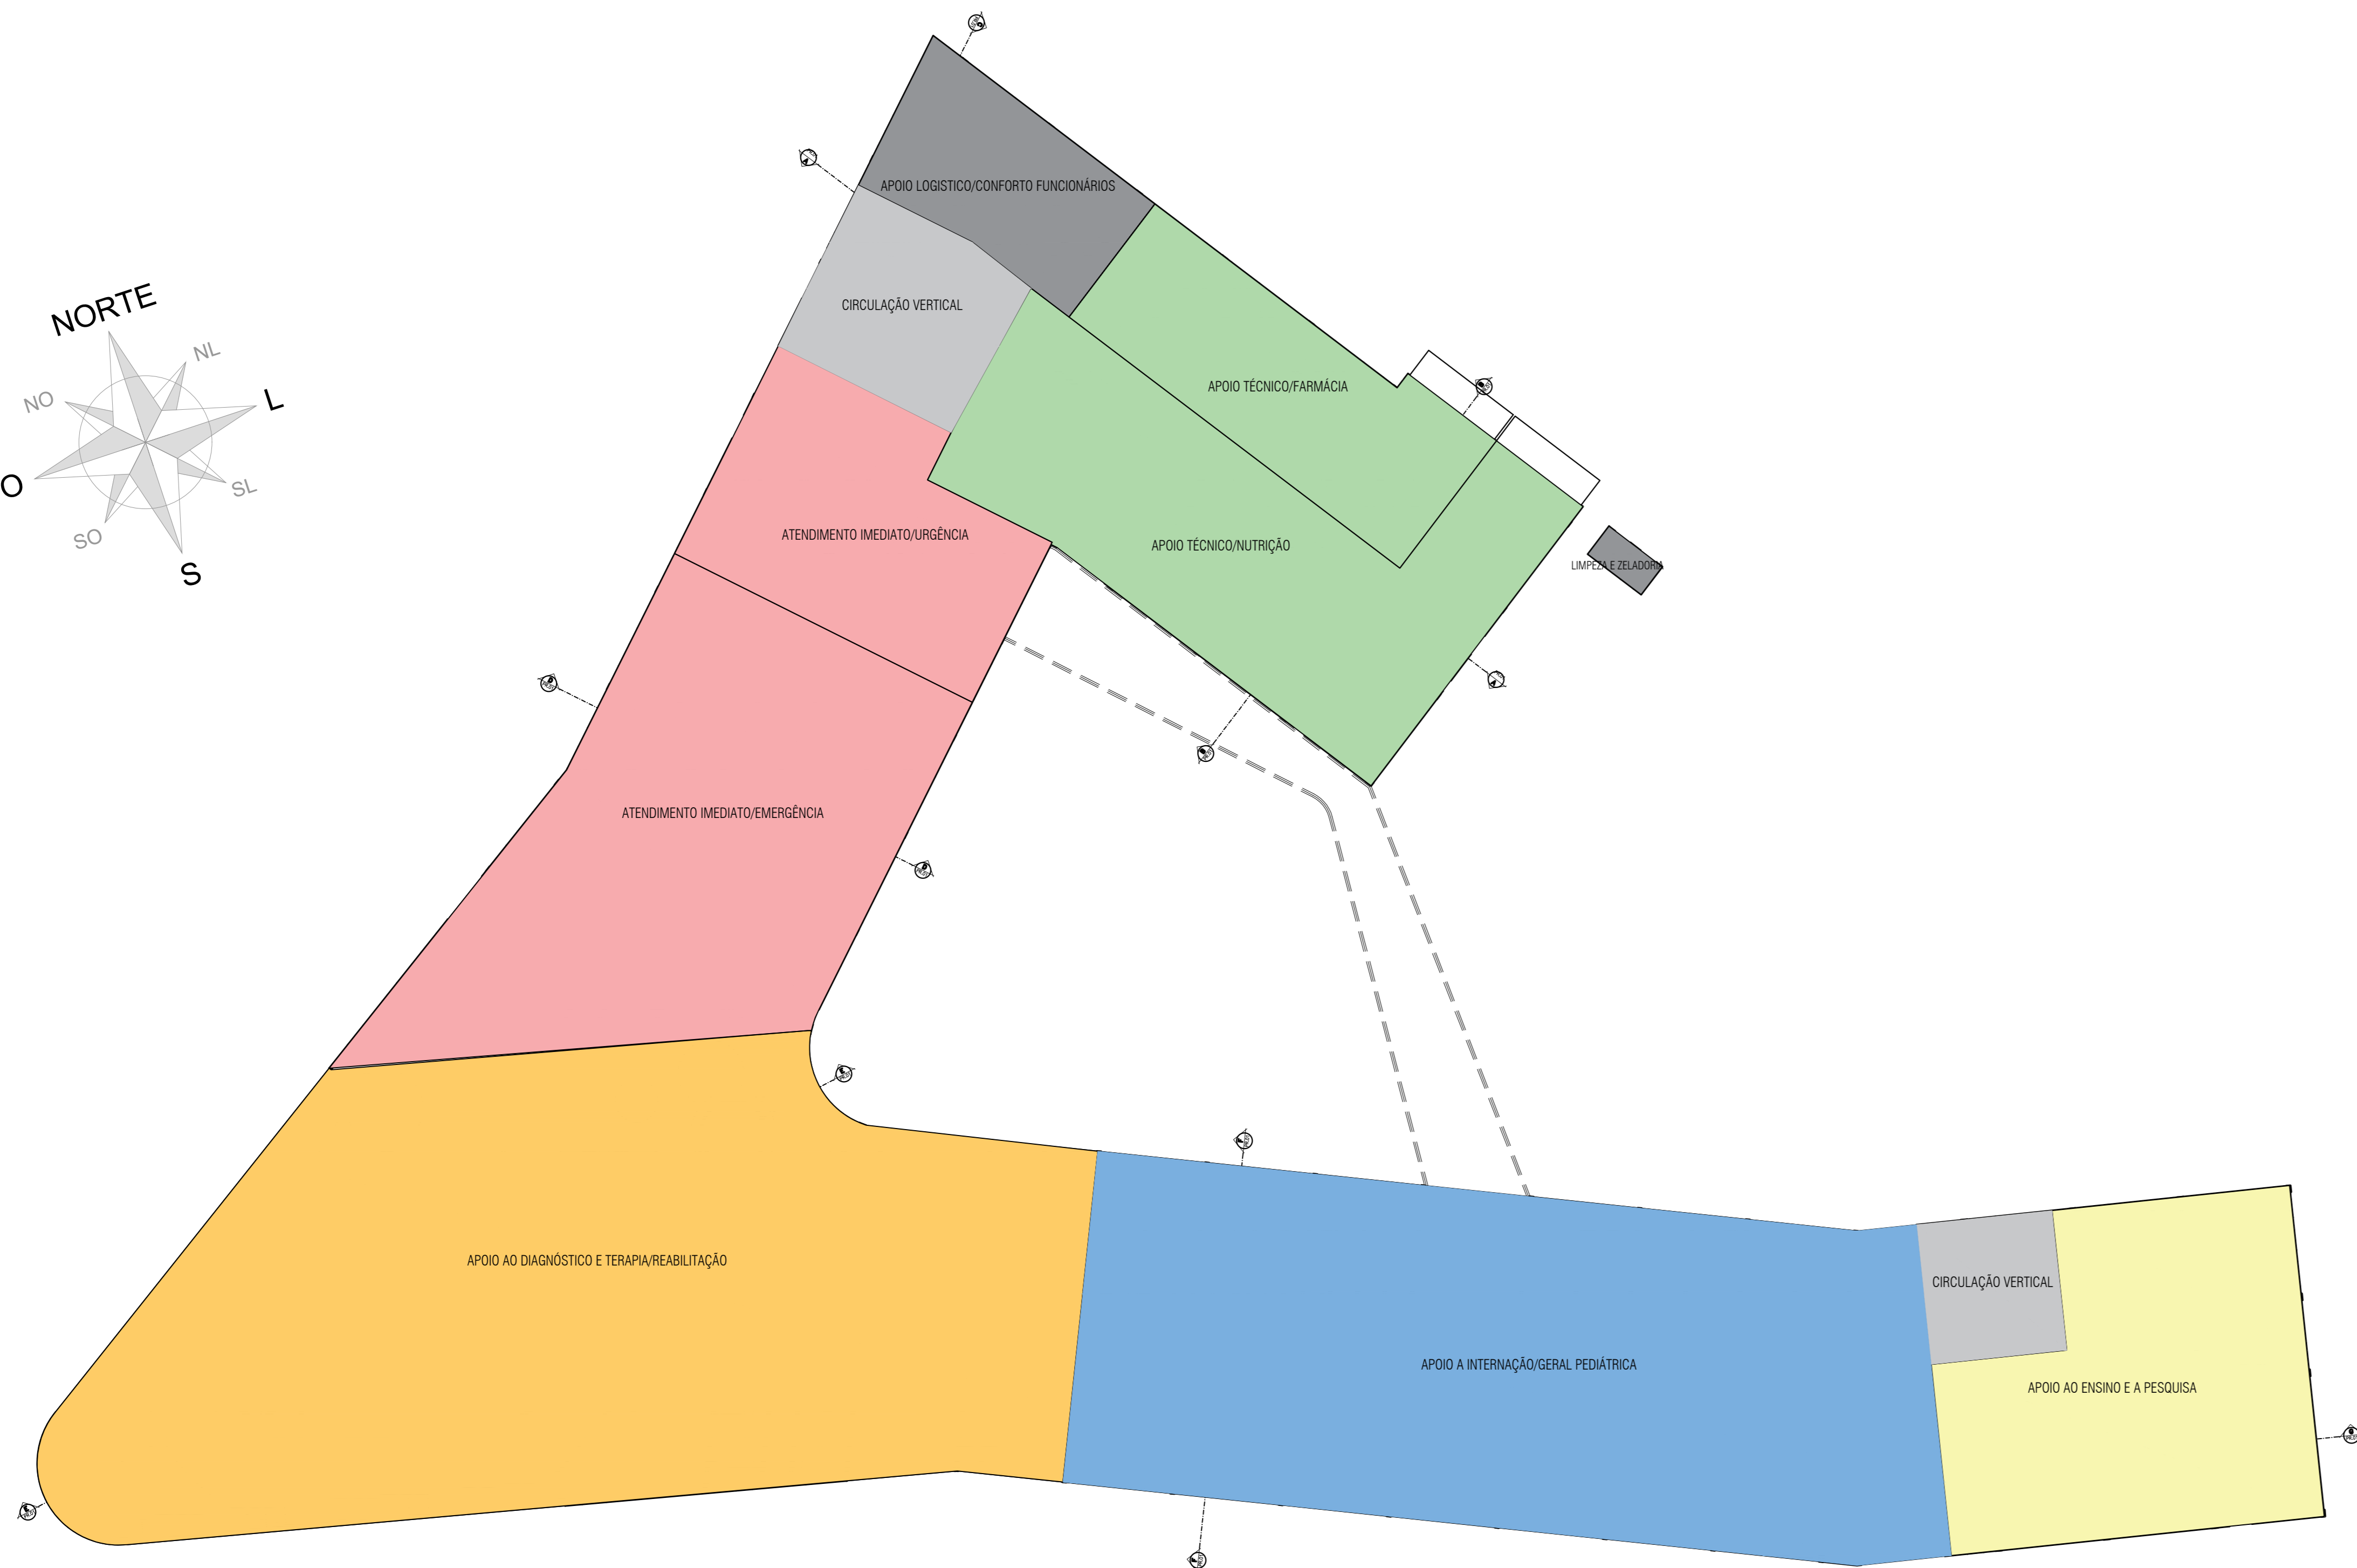 APOIO LOGISTICO/CONFORTO FUNCIONÁRIOS
CIRCULAÇÃO VERTICAL
NORTE
NL
NO
L
APOIO TÉCNICO/FARMÁCIA
O
SL
SO
S
ATENDIMENTO IMEDIATO/URGÊNCIA
APOIO TÉCNICO/NUTRIÇÃO
LIMPEZA E ZELADORIA
ATENDIMENTO IMEDIATO/EMERGÊNCIA
APOIO AO DIAGNÓSTICO E TERAPIA/REABILITAÇÃO
CIRCULAÇÃO VERTICAL
APOIO A INTERNAÇÃO/GERAL PEDIÁTRICA
APOIO AO ENSINO E A PESQUISA